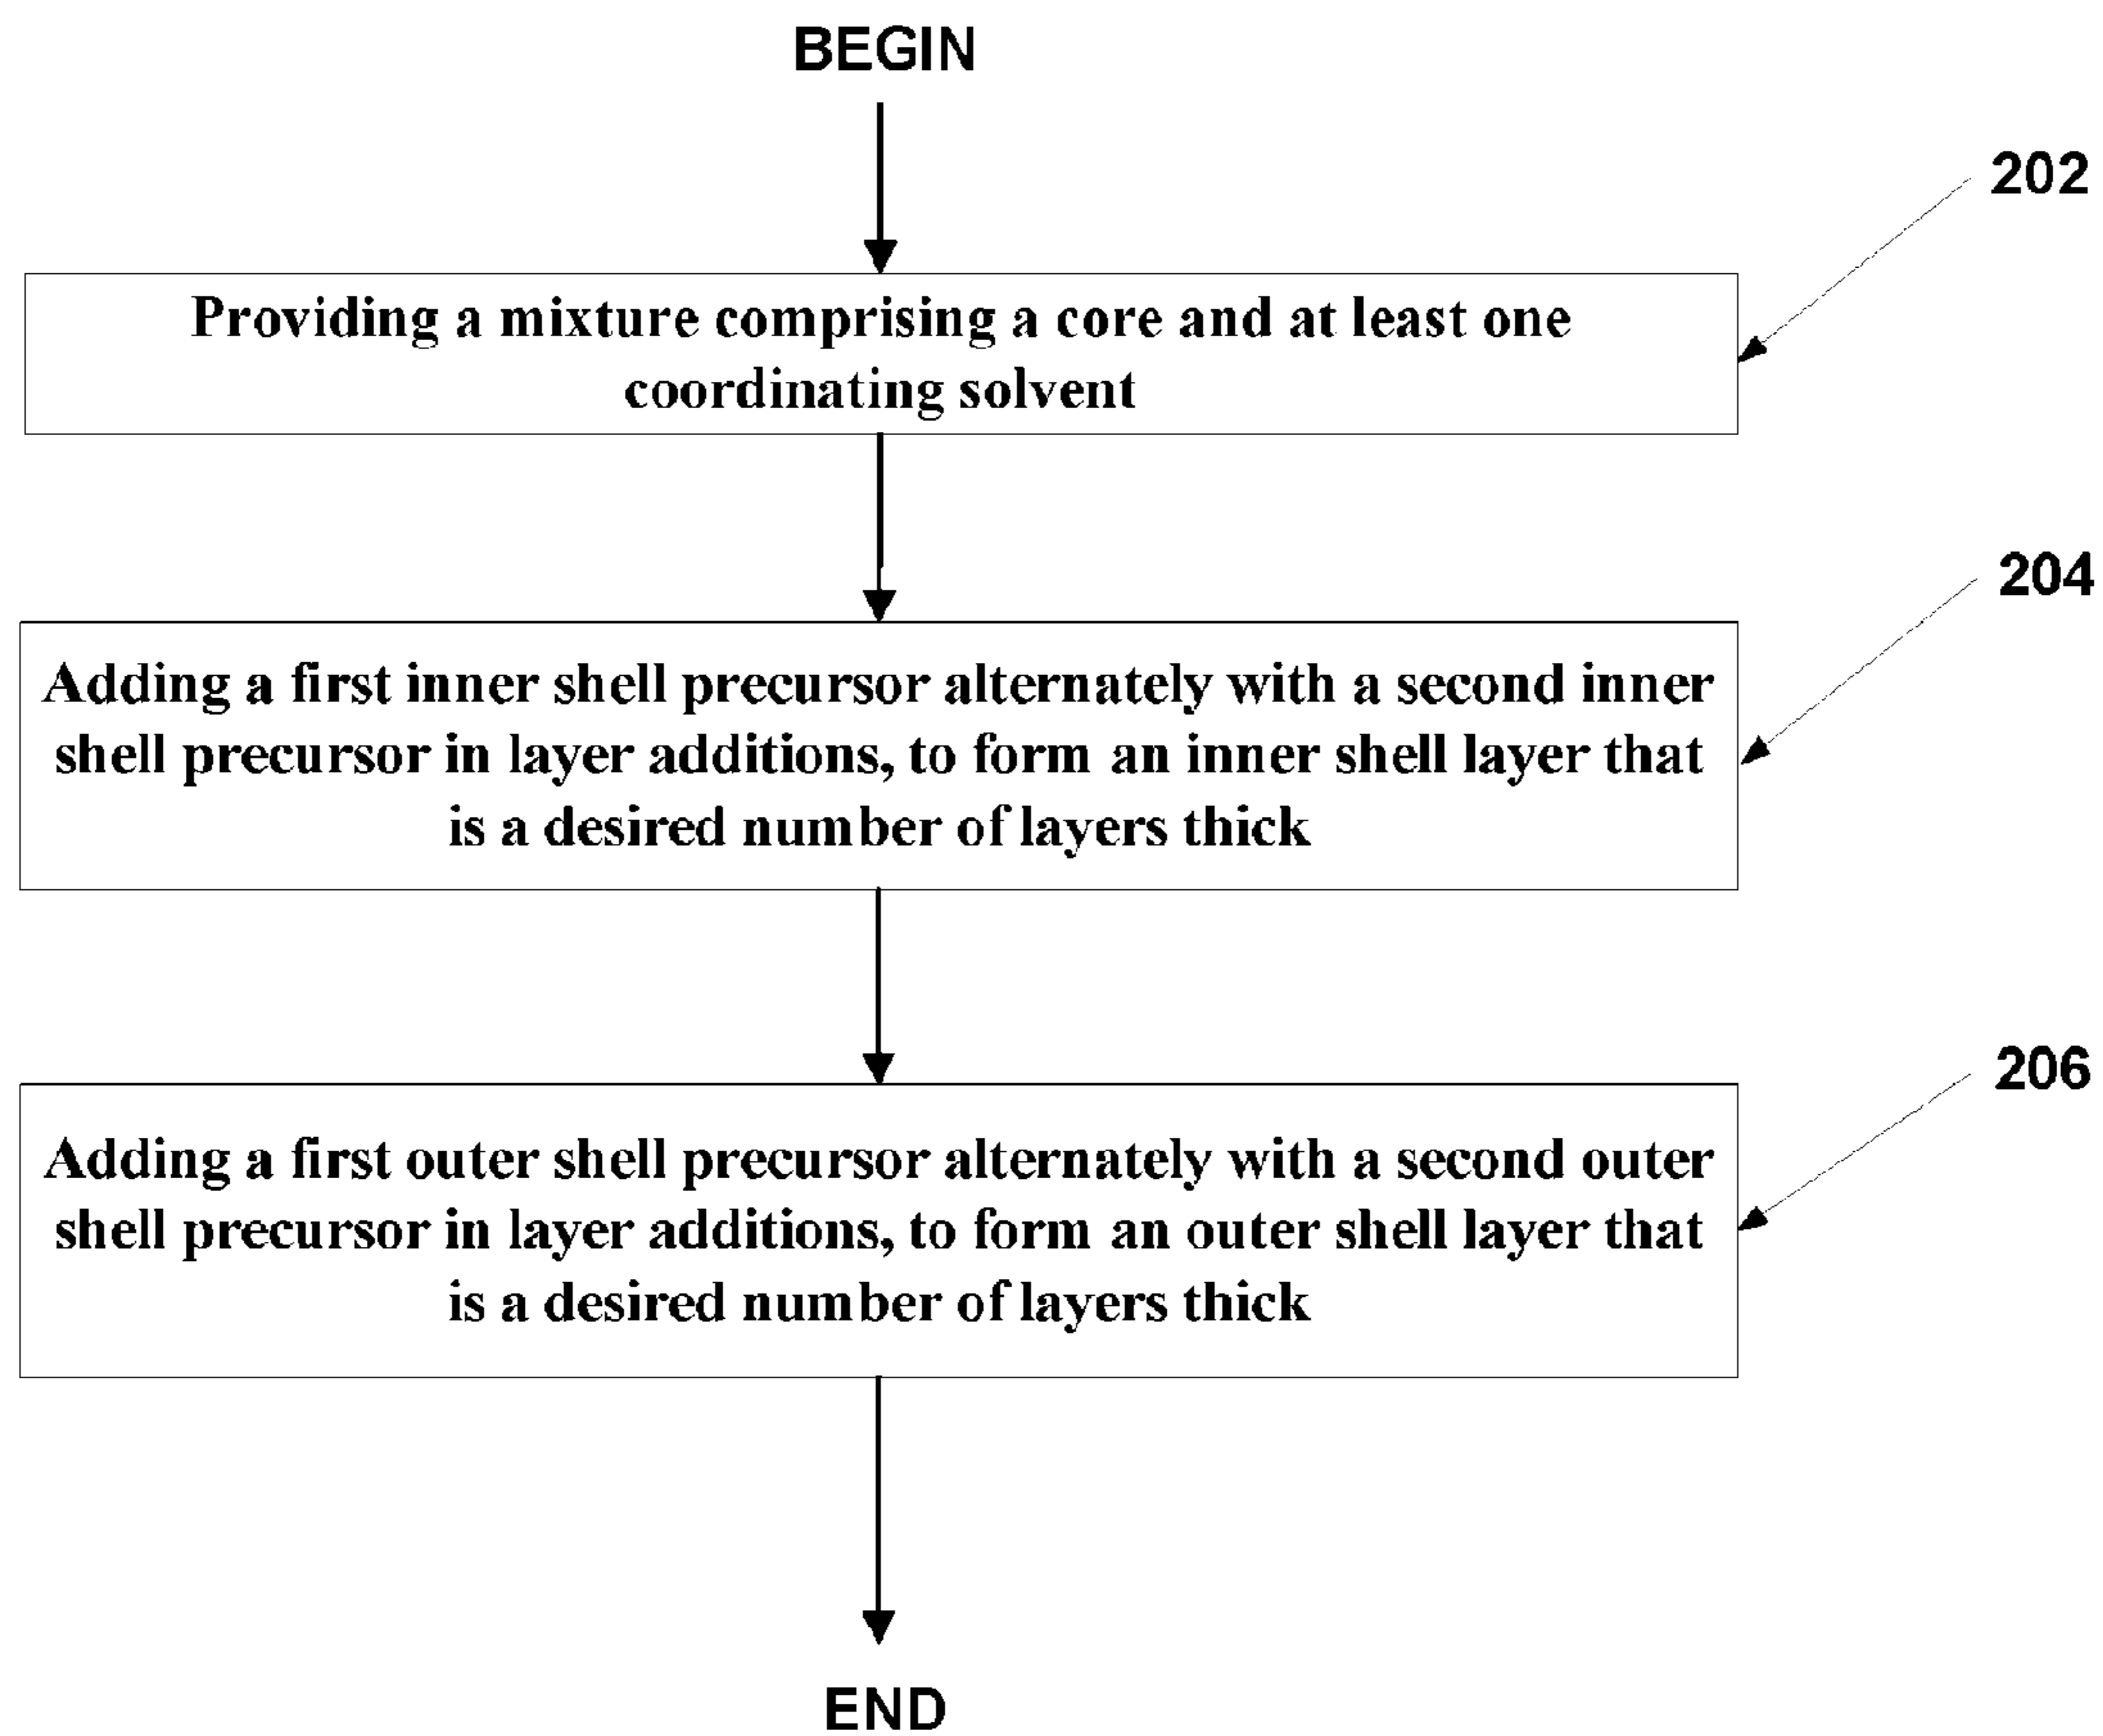 BEGIN
202
Providing a mixture comprising a core and at least one
coordinating solvent
204
Adding a first inner shell precursor alternately with a second inner
shell precursor in layer additions, to form an inner shell layer that
is a desired number of layers thick
206
Adding a first outer shell precursor alternately with a second outer
shell precursor in layer additions, to form an outer shell layer that
is a desired number of layers thick
END